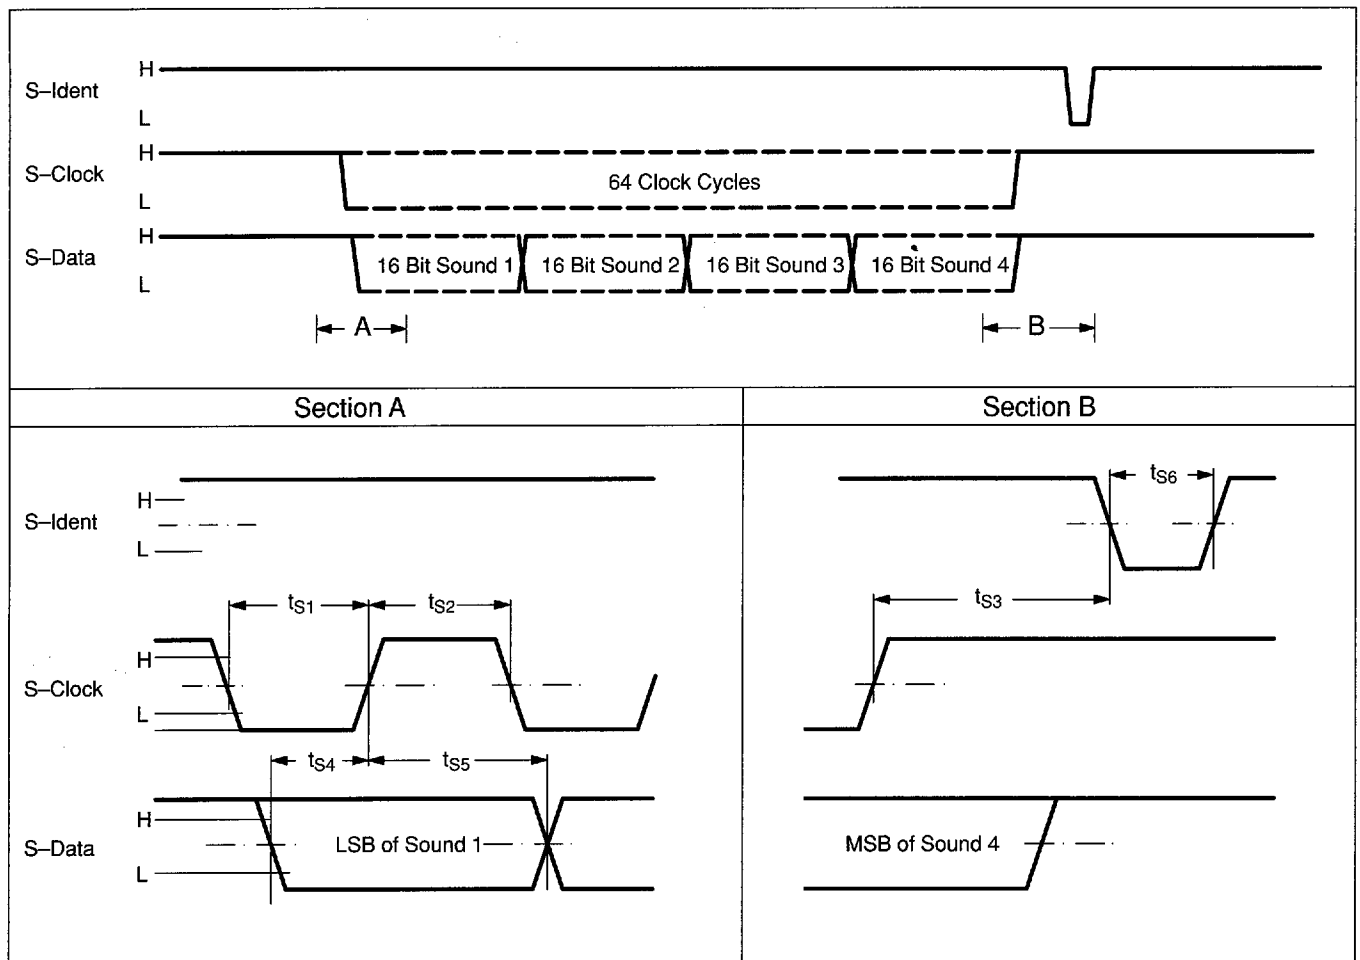 S–Ident H
L
S–Clock H
64 Clock Cycles
L
S–Data H
16 Bit Sound 1 16 Bit Sound 2 16 Bit Sound 3 16 Bit Sound 4
L
A B
Section A
S–Ident H
L
tS1 tS2
S–Clock H
L
tS4 tS5
S–Data H
LSB of Sound 1
L
Section B
tS6
tS3
MSB of Sound 4